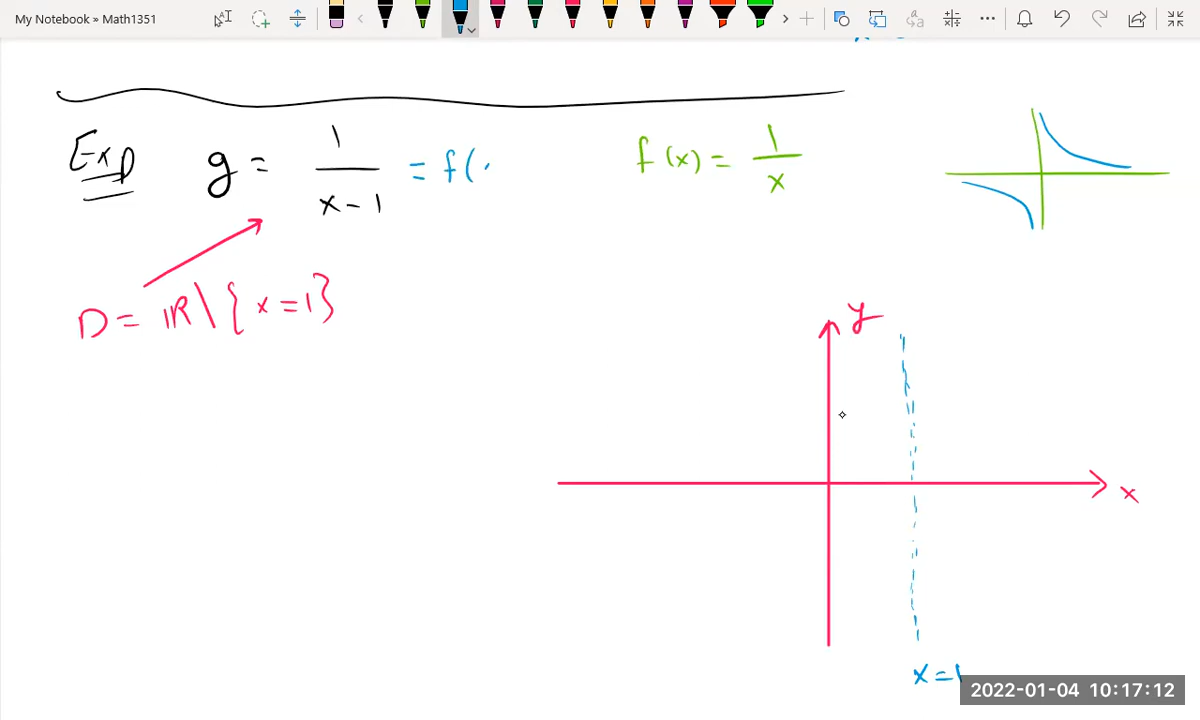 My Notebook » Math1351
Exp g = 1/(x-1) = f(
f(x) = 1/x
D = ℝ\{x=1}
y
x
x=1
2022-01-04 10:17:12